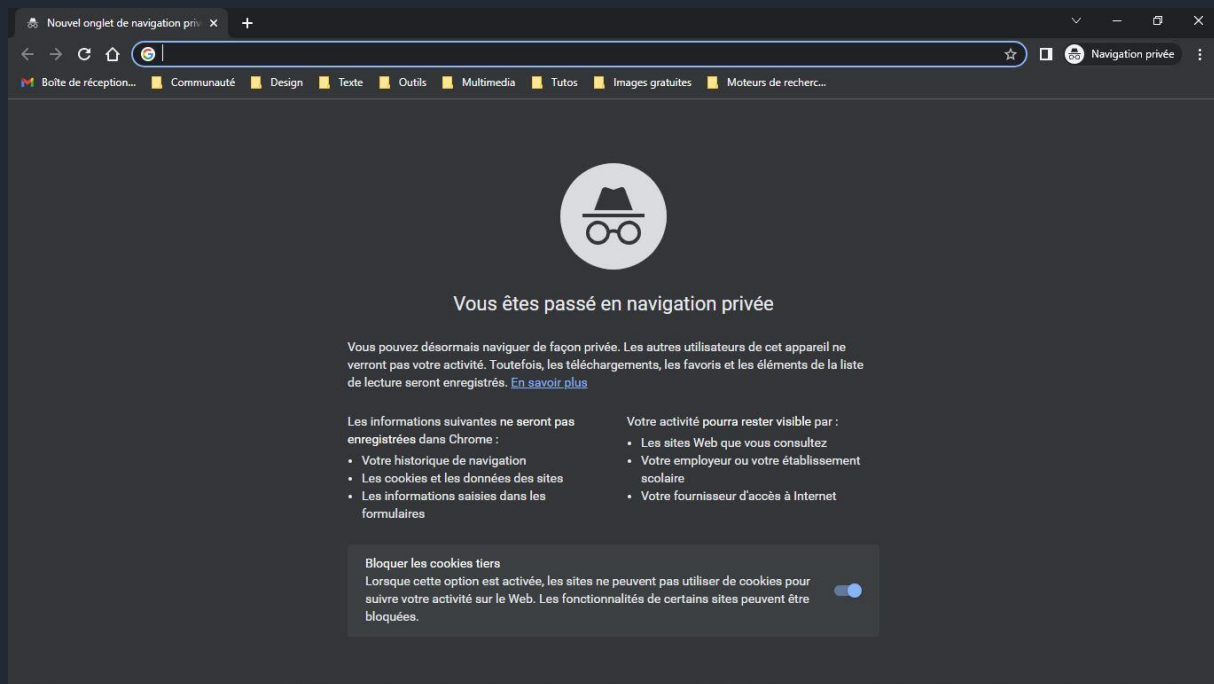 Nouvel onglet de navigation priv
Navigation privée
Boîte de réception... Communauté Design Texte Outils Multimedia Tutos Images gratuites Moteurs de recherc...
Vous êtes passé en navigation privée
Vous pouvez désormais naviguer de façon privée. Les autres utilisateurs de cet appareil ne
verront pas votre activité. Toutefois, les téléchargements, les favoris et les éléments de la liste
de lecture seront enregistrés. En savoir plus
Les informations suivantes ne seront pas
enregistrées dans Chrome :
• Votre historique de navigation
• Les cookies et les données des sites
• Les informations saisies dans les
formulaires
Votre activité pourra rester visible par :
• Les sites Web que vous consultez
• Votre employeur ou votre établissement
scolaire
• Votre fournisseur d'accès à Internet
Bloquer les cookies tiers
Lorsque cette option est activée, les sites ne peuvent pas utiliser de cookies pour
suivre votre activité sur le Web. Les fonctionnalités de certains sites peuvent être
bloquées.